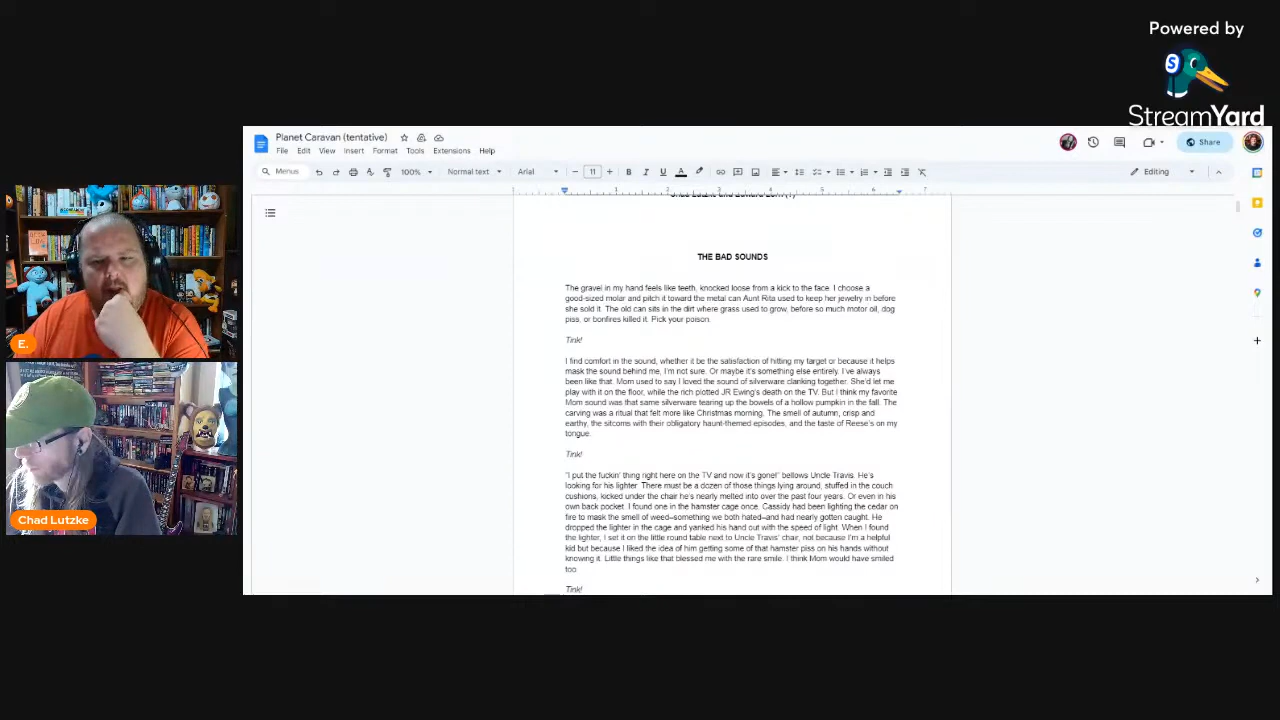 Powered by
StreamYard
Planet Caravan (tentative)
File Edit View Insert Format Tools Extensions Help
Share
Menus 100% Normal text Arial 11 Editing
1 1 2 3 4 5 6 7
THE BAD SOUNDS
The gravel in my hand feels like teeth, knocked loose from a kick to the face. I choose a
good-sized molar and pitch it toward the metal can Aunt Rita used to keep her jewelry in before
she sold it. The old can sits in the dirt where grass used to grow, before so much motor oil, dog
piss, or bonfires killed it. Pick your poison.
Tink!
I find comfort in the sound, whether it be the satisfaction of hitting my target or because it helps
mask the sound behind me, I'm not sure. Or maybe it's something else entirely. I've always
been like that. Mom used to say I loved the sound of silverware clanking together. She'd let me
play with it on the floor, while the rich plotted JR Ewing's death on the TV. But I think my favorite
Mom sound was that same silverware tearing up the bowels of a hollow pumpkin in the fall. The
carving was a ritual that felt more like Christmas morning. The smell of autumn, crisp and
earthy, the sitcoms with their obligatory haunt-themed episodes, and the taste of Reese's on my
tongue.
Tink!
"I put the fuckin' thing right here on the TV and now it's gone!" bellows Uncle Travis. He's
looking for his lighter. There must be a dozen of those things lying around, stuffed in the couch
cushions, kicked under the chair he's nearly melted into over the past four years. Or even in his
own back pocket. I found one in the hamster cage once. Cassidy had been lighting the cedar on
fire to mask the smell of weed–something we both hated–and had nearly gotten caught. He
dropped the lighter in the cage and yanked his hand out with the speed of light. When I found
the lighter, I set it on the little round table next to Uncle Travis' chair, not because I'm a helpful
kid but because I liked the idea of him getting some of that hamster piss on his hands without
knowing it. Little things like that blessed me with the rare smile. I think Mom would have smiled
too.
Tink!
E.
Chad Lutzke